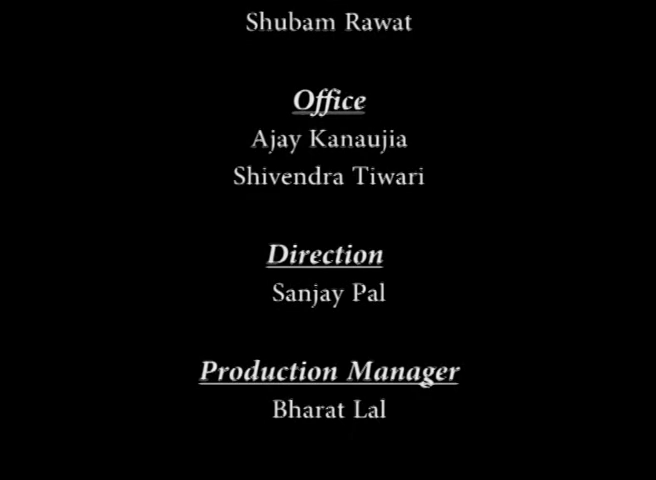 Shubam Rawat
Office
Ajay Kanaujia
Shivendra Tiwari
Direction
Sanjay Pal
Production Manager
Bharat Lal